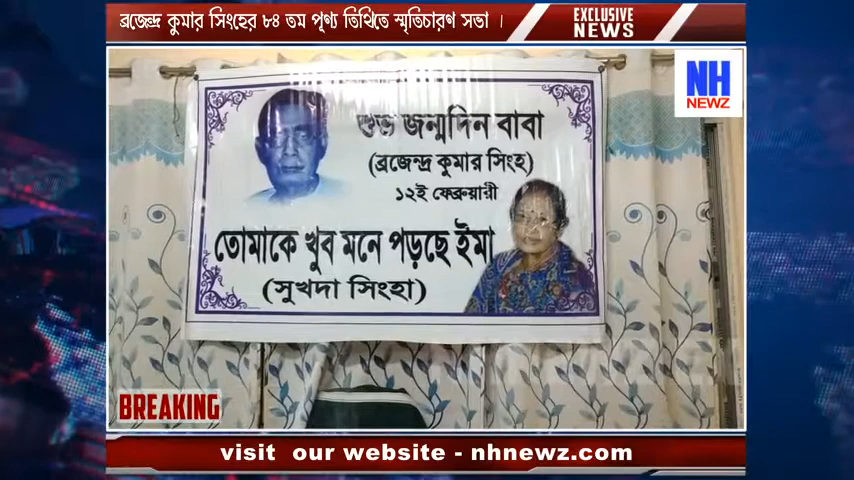 ব্রজেন্দ্র কুমার সিংহের ৮৪ তম পূণ্য তিথিতে স্মৃতিচারণ সভা ।
EXCLUSIVE
NEWS
NH
NEWZ
শুভ জন্মদিন বাবা
(ব্রজেন্দ্র কুমার সিংহ)
১২ই ফেব্রুয়ারী
তোমাকে খুব মনে পড়ছে ইমা
(সুখদা সিংহা)
BREAKING
visit our website - nhnewz.com